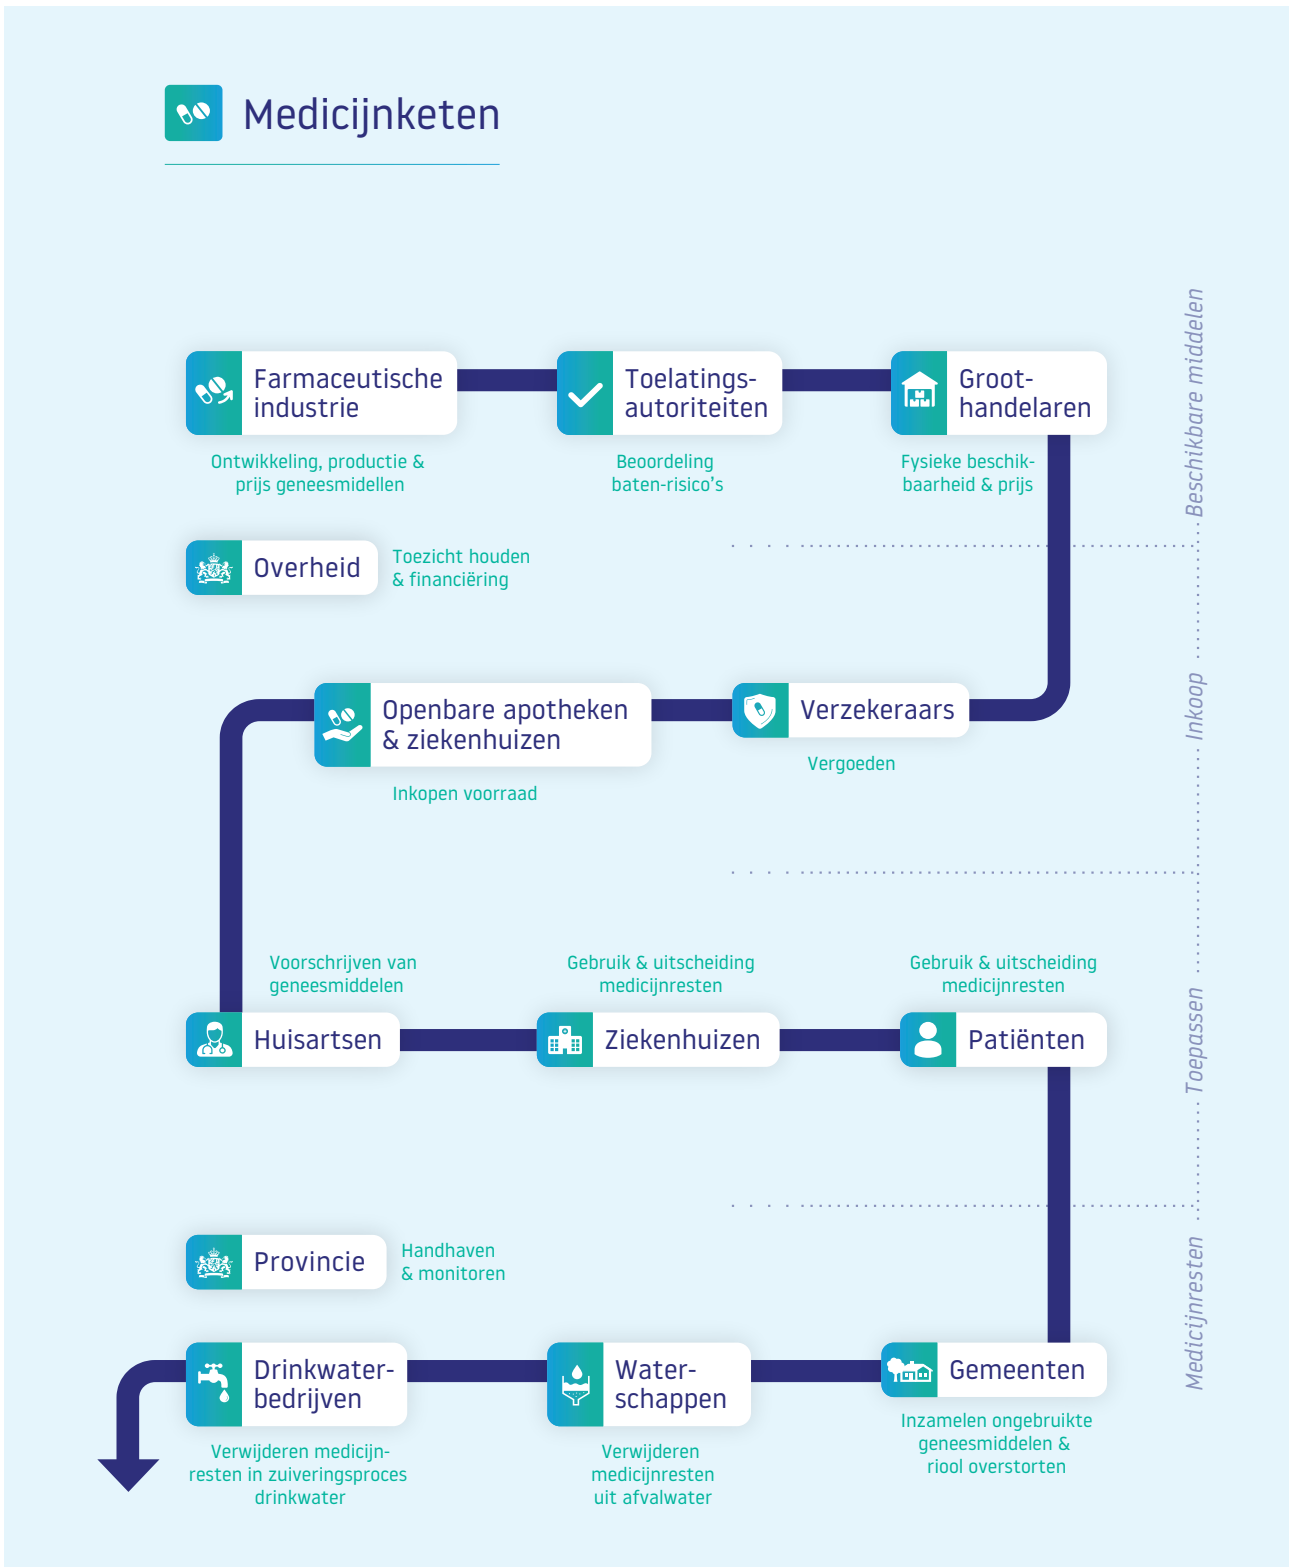 Medicijnketen
Beschikbare middelen
Farmaceutische
industrie
Toelatings-
autoriteiten
Groot-
handelaren
Ontwikkeling, productie &
prijs geneesmidellen
Beoordeling
baten-risico's
Fysieke beschik-
baarheid & prijs
Overheid
Toezicht houden
& financiëring
Inkoop
Openbare apotheken
& ziekenhuizen
Verzekeraars
Vergoeden
Inkopen voorraad
Toepassen
Voorschrijven van
geneesmiddelen
Gebruik & uitscheiding
medicijnresten
Gebruik & uitscheiding
medicijnresten
Huisartsen
Ziekenhuizen
Patiënten
Medicijnresten
Provincie
Handhaven
& monitoren
Drinkwater-
bedrijven
Water-
schappen
Gemeenten
Verwijderen medicijn-
resten in zuiveringsproces
drinkwater
Verwijderen
medicijnresten
uit afvalwater
Inzamelen ongebruikte
geneesmiddelen &
riool overstorten